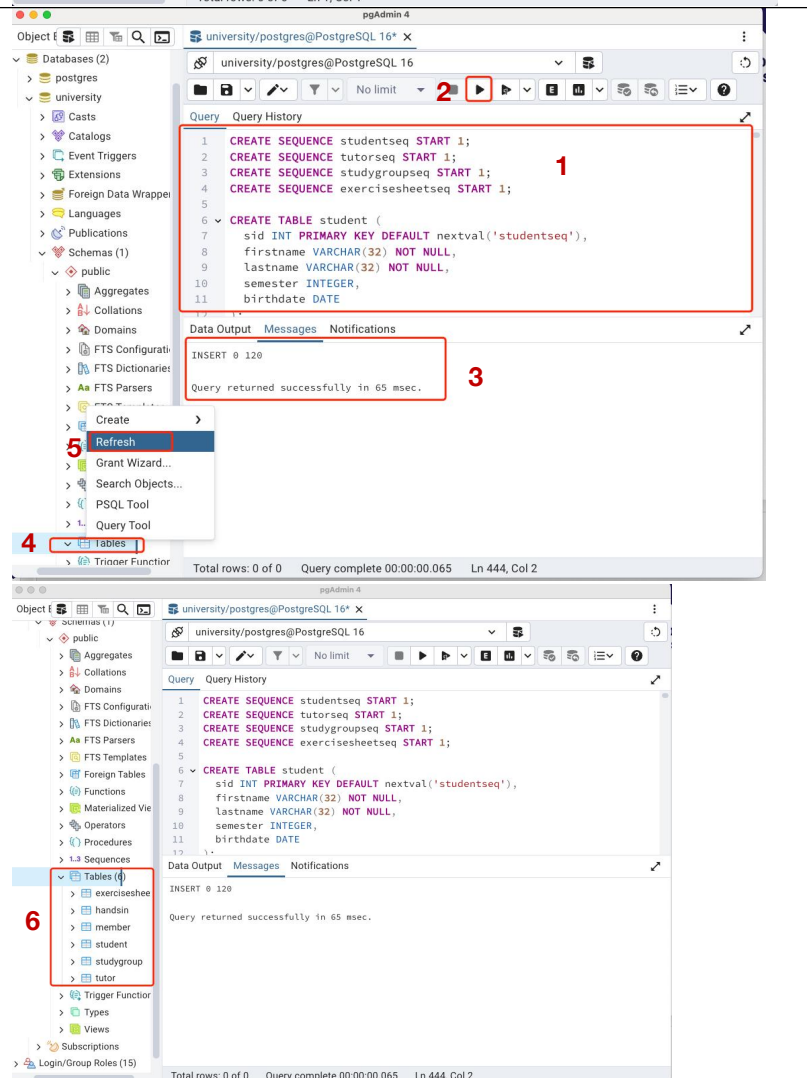 pgAdmin 4
Object E
university/postgres@PostgreSQL 16*
Databases (2)
university/postgres@PostgreSQL 16
postgres
university
No limit
2
Casts
Query Query History
Catalogs
1 CREATE SEQUENCE studentseq START 1;
2 CREATE SEQUENCE tutorseq START 1;
3 CREATE SEQUENCE studygroupseq START 1;
4 CREATE SEQUENCE exercisesheetseq START 1;
5
6 CREATE TABLE student (
7 sid INT PRIMARY KEY DEFAULT nextval('studentseq'),
8 firstname VARCHAR(32) NOT NULL,
9 lastname VARCHAR(32) NOT NULL,
10 semester INTEGER,
11 birthdate DATE
1
Event Triggers
Extensions
Foreign Data Wrapper
Languages
Publications
Schemas (1)
public
Aggregates
Collations
Domains
FTS Configurati
FTS Dictionaries
Aa FTS Parsers
Data Output Messages Notifications
INSERT 0 120
Query returned successfully in 65 msec.
3
Create
5
Refresh
Grant Wizard...
Search Objects...
PSQL Tool
1..
Query Tool
4
Tables
Trigger Function
Total rows: 0 of 0 Query complete 00:00:00.065 Ln 444, Col 2
pgAdmin 4
Object E
university/postgres@PostgreSQL 16*
Schemas (1)
university/postgres@PostgreSQL 16
public
No limit
Aggregates
Collations
Domains
FTS Configurati
FTS Dictionaries
Aa FTS Parsers
FTS Templates
Foreign Tables
Functions
Materialized Vie
Operators
Procedures
1..3 Sequences
Tables (6)
exerciseshee
handsin
member
student
studygroup
tutor
6
Trigger Function
Types
Views
Subscriptions
Login/Group Roles (15)
Query Query History
1 CREATE SEQUENCE studentseq START 1;
2 CREATE SEQUENCE tutorseq START 1;
3 CREATE SEQUENCE studygroupseq START 1;
4 CREATE SEQUENCE exercisesheetseq START 1;
5
6 CREATE TABLE student (
7 sid INT PRIMARY KEY DEFAULT nextval('studentseq'),
8 firstname VARCHAR(32) NOT NULL,
9 lastname VARCHAR(32) NOT NULL,
10 semester INTEGER,
11 birthdate DATE
12 );
Data Output Messages Notifications
INSERT 0 120
Query returned successfully in 65 msec.
Total rows: 0 of 0 Query complete 00:00:00.065 Ln 444, Col 2